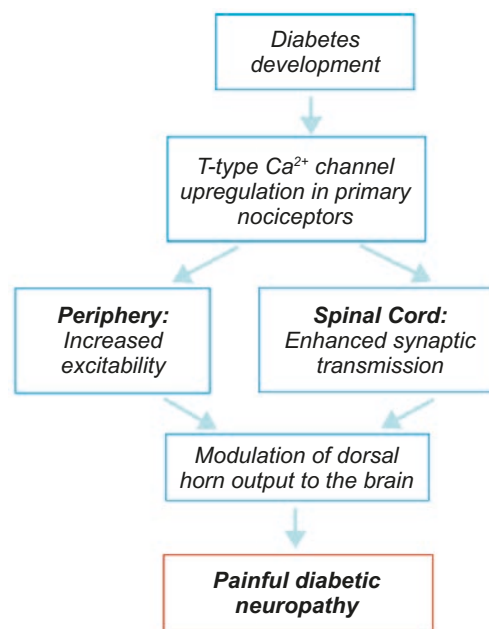 Diabetes
development
T-type Ca²⁺ channel
upregulation in primary
nociceptors
Periphery:
Increased
excitability
Spinal Cord:
Enhanced synaptic
transmission
Modulation of dorsal
horn output to the brain
Painful diabetic
neuropathy